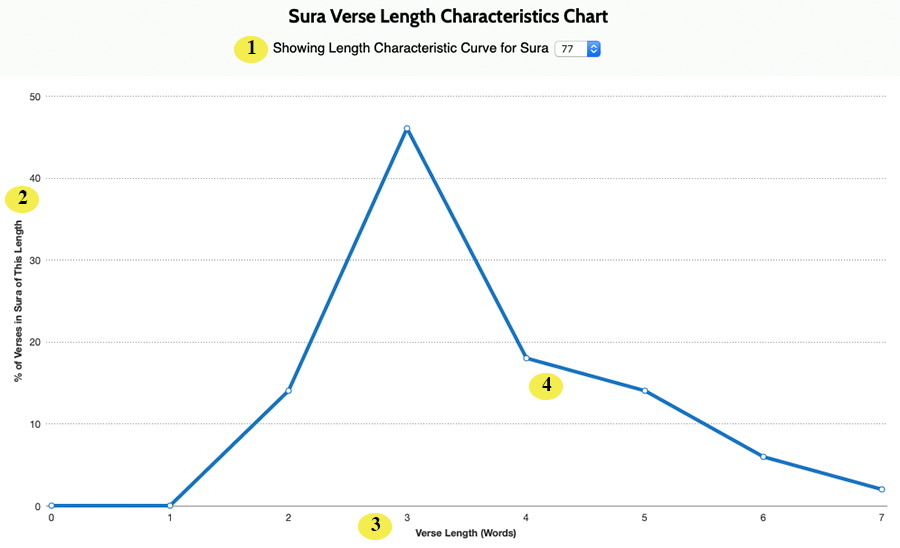 Sura Verse Length Characteristics Chart
1 Showing Length Characteristic Curve for Sura 77
50
40
2
% of Verses in Sura of This Length
30
20
4
10
0
0 1 2 3 4 5 6 7
3
Verse Length (Words)